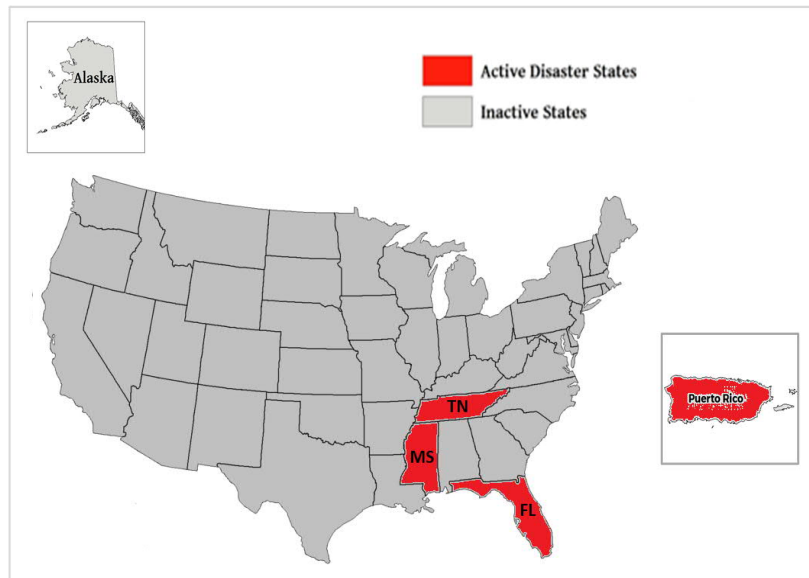 Alaska
Active Disaster States
Inactive States
TN
Puerto Rico
MS
FL